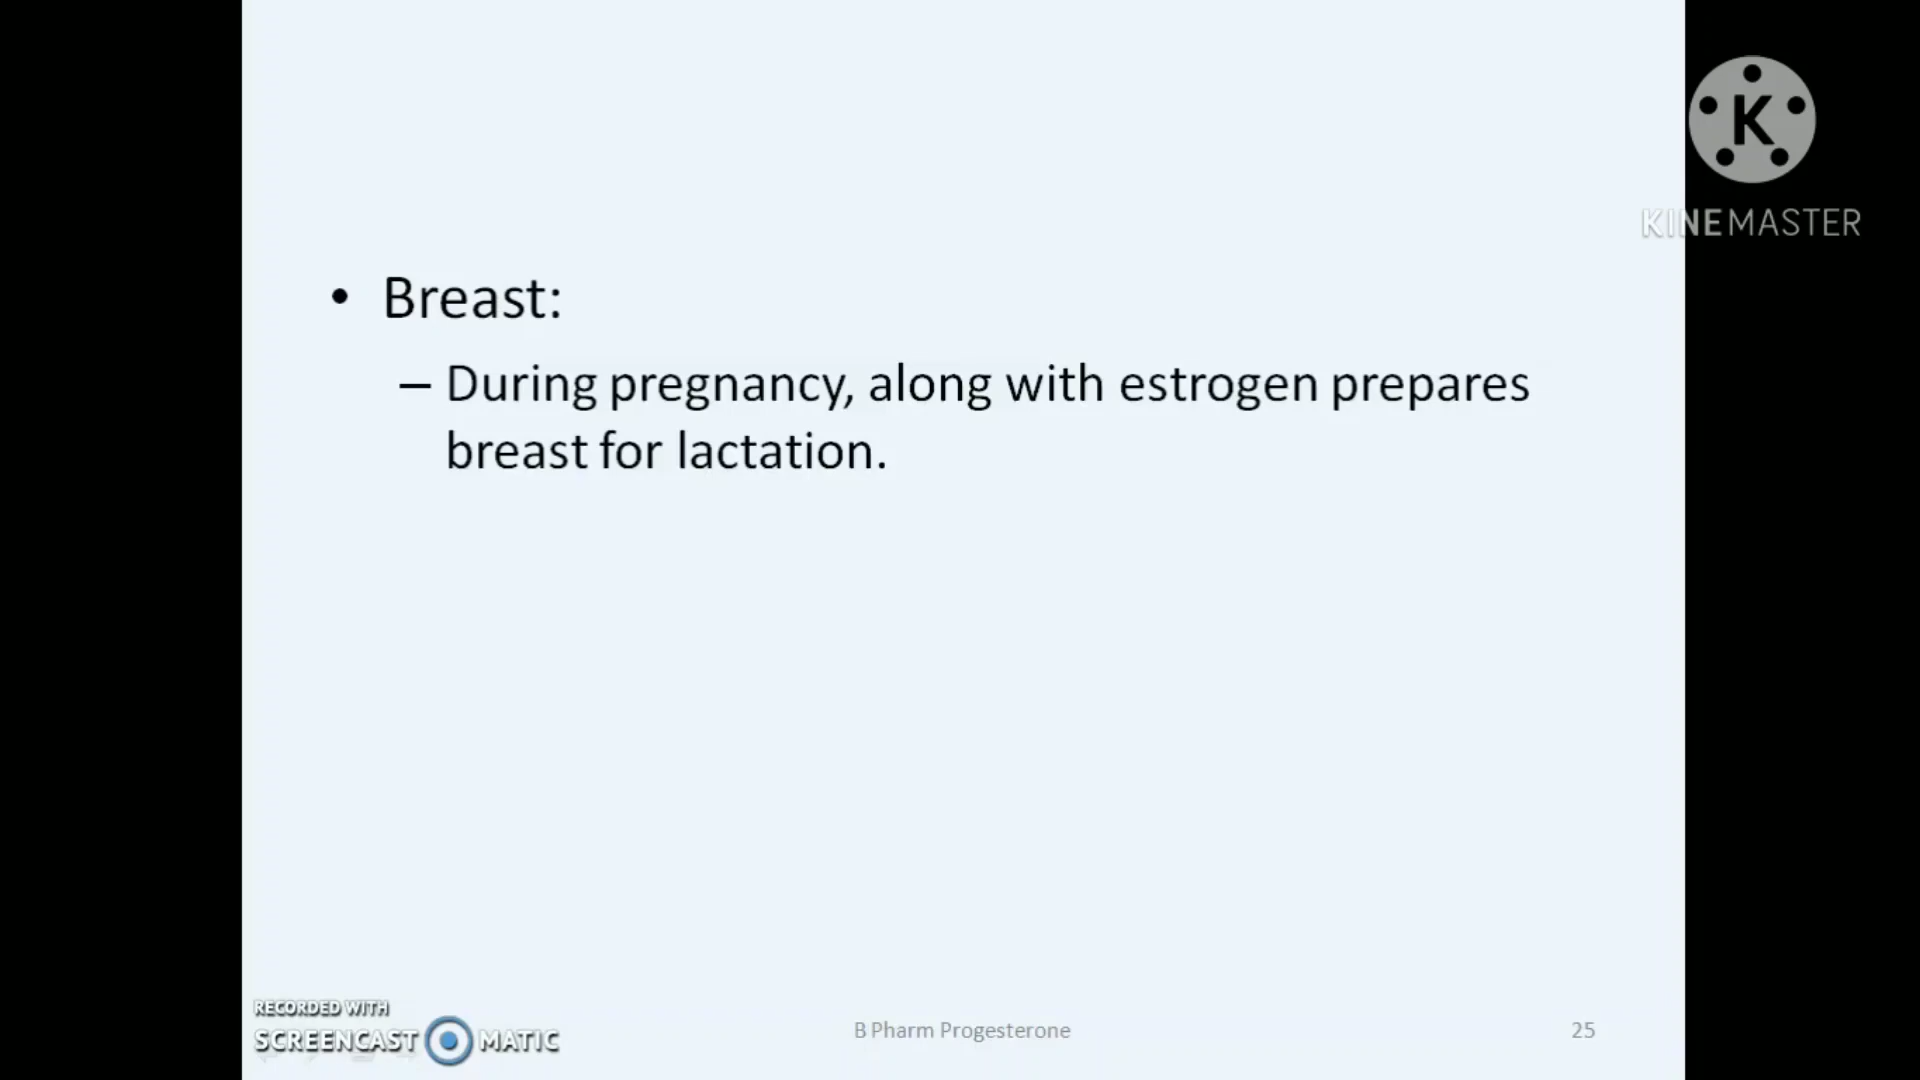 K
KINEMASTER
• Breast:
– During pregnancy, along with estrogen prepares
breast for lactation.
RECORDED WITH
SCREENCAST MATIC
B Pharm Progesterone
25